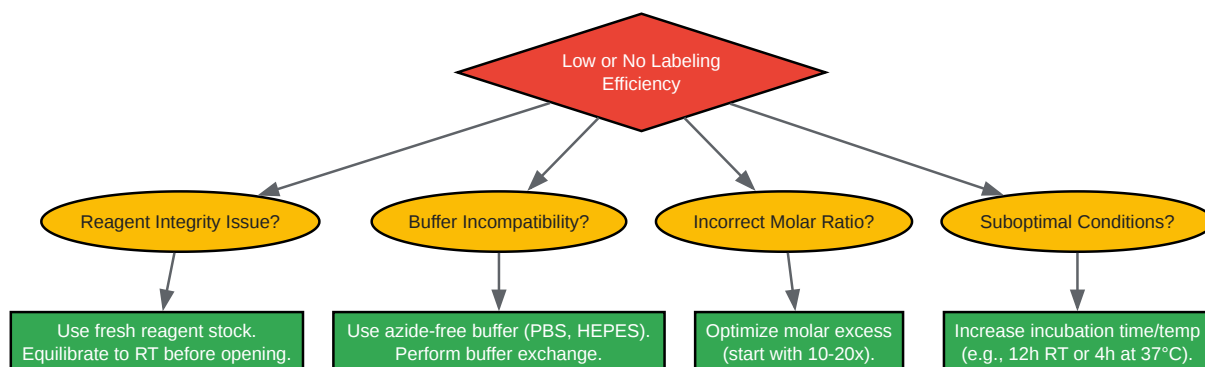 Low or No Labeling
Efficiency
Reagent Integrity Issue?
Buffer Incompatibility?
Incorrect Molar Ratio?
Suboptimal Conditions?
Use fresh reagent stock.
Equilibrate to RT before opening.
Use azide-free buffer (PBS, HEPES).
Perform buffer exchange.
Optimize molar excess
(start with 10-20x).
Increase incubation time/temp
(e.g., 12h RT or 4h at 37°C).